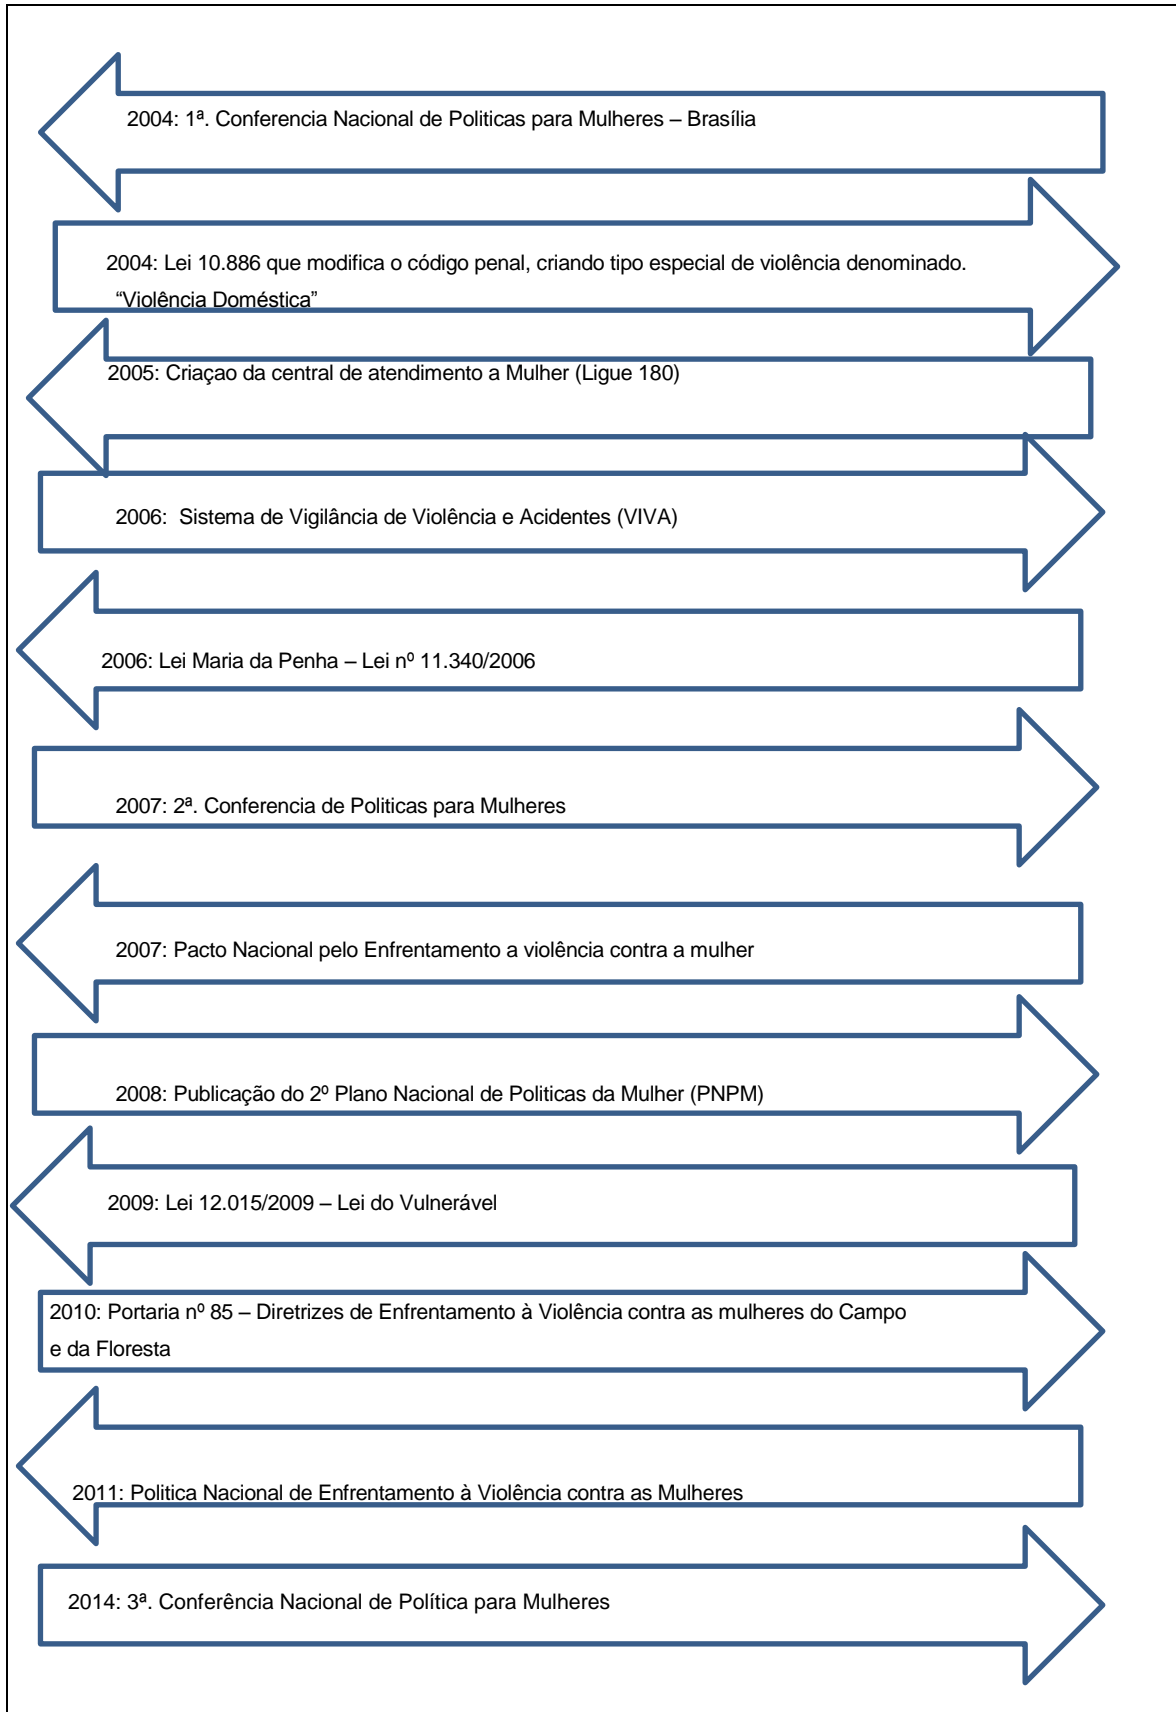 2004: 1ª. Conferencia Nacional de Politicas para Mulheres – Brasília
2004: Lei 10.886 que modifica o código penal, criando tipo especial de violência denominado.
“Violência Doméstica”
2005: Criaçao da central de atendimento a Mulher (Ligue 180)
2006:  Sistema de Vigilância de Violência e Acidentes (VIVA)
2006: Lei Maria da Penha – Lei nº 11.340/2006
2007: 2ª. Conferencia de Politicas para Mulheres
2007: Pacto Nacional pelo Enfrentamento a violência contra a mulher
2008: Publicação do 2º Plano Nacional de Politicas da Mulher (PNPM)
2009: Lei 12.015/2009 – Lei do Vulnerável
2010: Portaria nº 85 – Diretrizes de Enfrentamento à Violência contra as mulheres do Campo
e da Floresta
2011: Politica Nacional de Enfrentamento à Violência contra as Mulheres
2014: 3ª. Conferência Nacional de Política para Mulheres